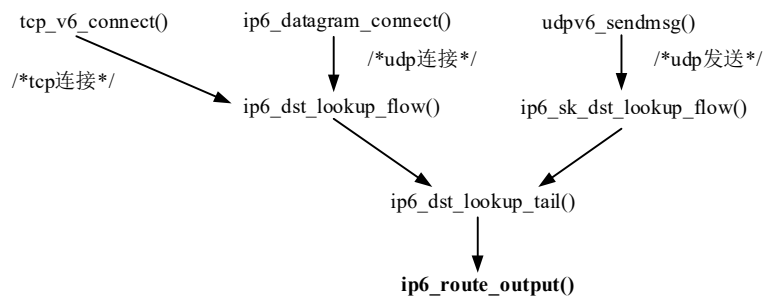 tcp_v6_connect()
ip6_datagram_connect()
udpv6_sendmsg()
/*tcp连接*/
/*udp连接*/
/*udp发送*/
ip6_dst_lookup_flow()
ip6_sk_dst_lookup_flow()
ip6_dst_lookup_tail()
ip6_route_output()